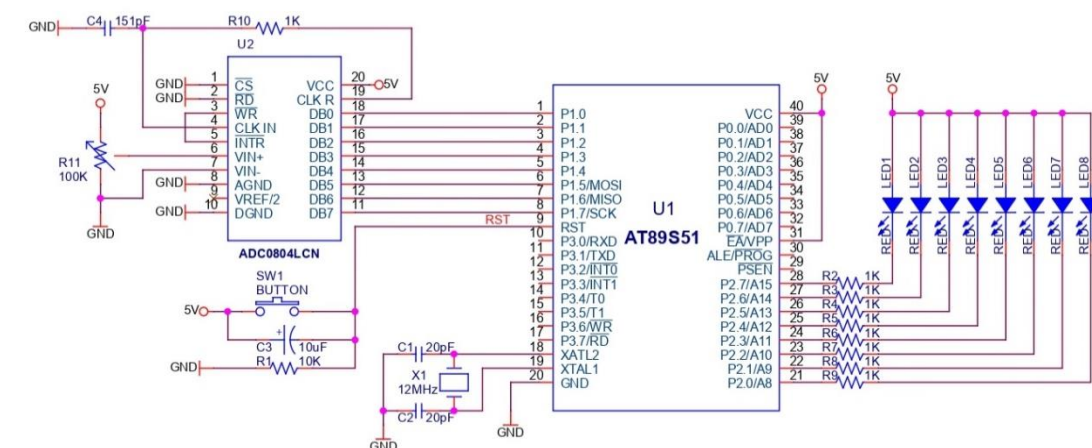 GND C4 151pF R10 1K
U2
5V
R11
100K
GND
GND 1 CS VCC 20 5V
GND 2 RD CLK R 19
3 WR DB0 18
4 CLK IN DB1 17
5 INTR DB2 16
6 VIN+ DB3 15
7 VIN- DB4 14
GND 8 AGND DB5 13
9 VREF/2 DB6 12
GND 10 DGND DB7 11
ADC0804LCN
RST
SW1
BUTTON
5V
C3 + 10uF
GND R1 10K
U1
AT89S51
1 P1.0 VCC 40 5V
2 P1.1 P0.0/AD0 39
3 P1.2 P0.1/AD1 38
4 P1.3 P0.2/AD2 37
5 P1.4 P0.3/AD3 36
6 P1.5/MOSI P0.4/AD4 35
7 P1.6/MISO P0.5/AD5 34
8 P1.7/SCK P0.6/AD6 33
9 RST P0.7/AD7 32
10 P3.0/RXD EA/VPP 31
11 P3.1/TXD ALE/PROG 30
12 P3.2/INT0 PSEN 29
13 P3.3/INT1 P2.7/A15 28
14 P3.4/T0 P2.6/A14 27
15 P3.5/T1 P2.5/A13 26
16 P3.6/WR P2.4/A12 25
17 P3.7/RD P2.3/A11 24
18 XATL2 P2.2/A10 23
19 XTAL1 P2.1/A9 22
20 GND P2.0/A8 21
C1 20pF
X1
12MHz
C2 20pF
GND
GND
R2 1K
R3 1K
R4 1K
R5 1K
R6 1K
R7 1K
R8 1K
R9 1K
5V
LED1 LED2 LED3 LED4 LED5 LED6 LED7 LED8
RED RED RED RED RED RED RED RED